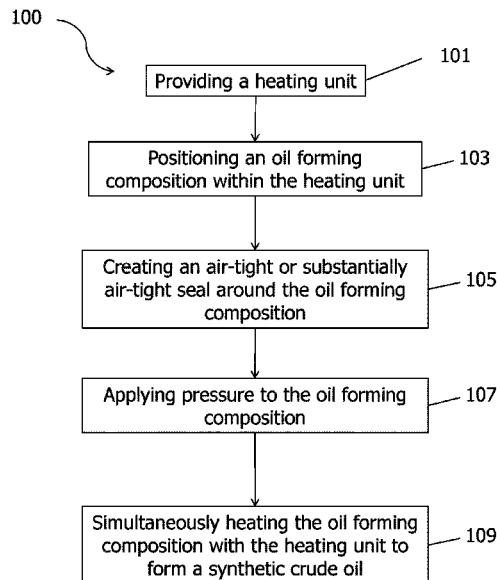 100
101
Providing a heating unit
Positioning an oil forming
composition within the heating unit
103
Creating an air-tight or substantially
air-tight seal around the oil forming
composition
105
Applying pressure to the oil forming
composition
107
Simultaneously heating the oil forming
composition with the heating unit to
form a synthetic crude oil
109